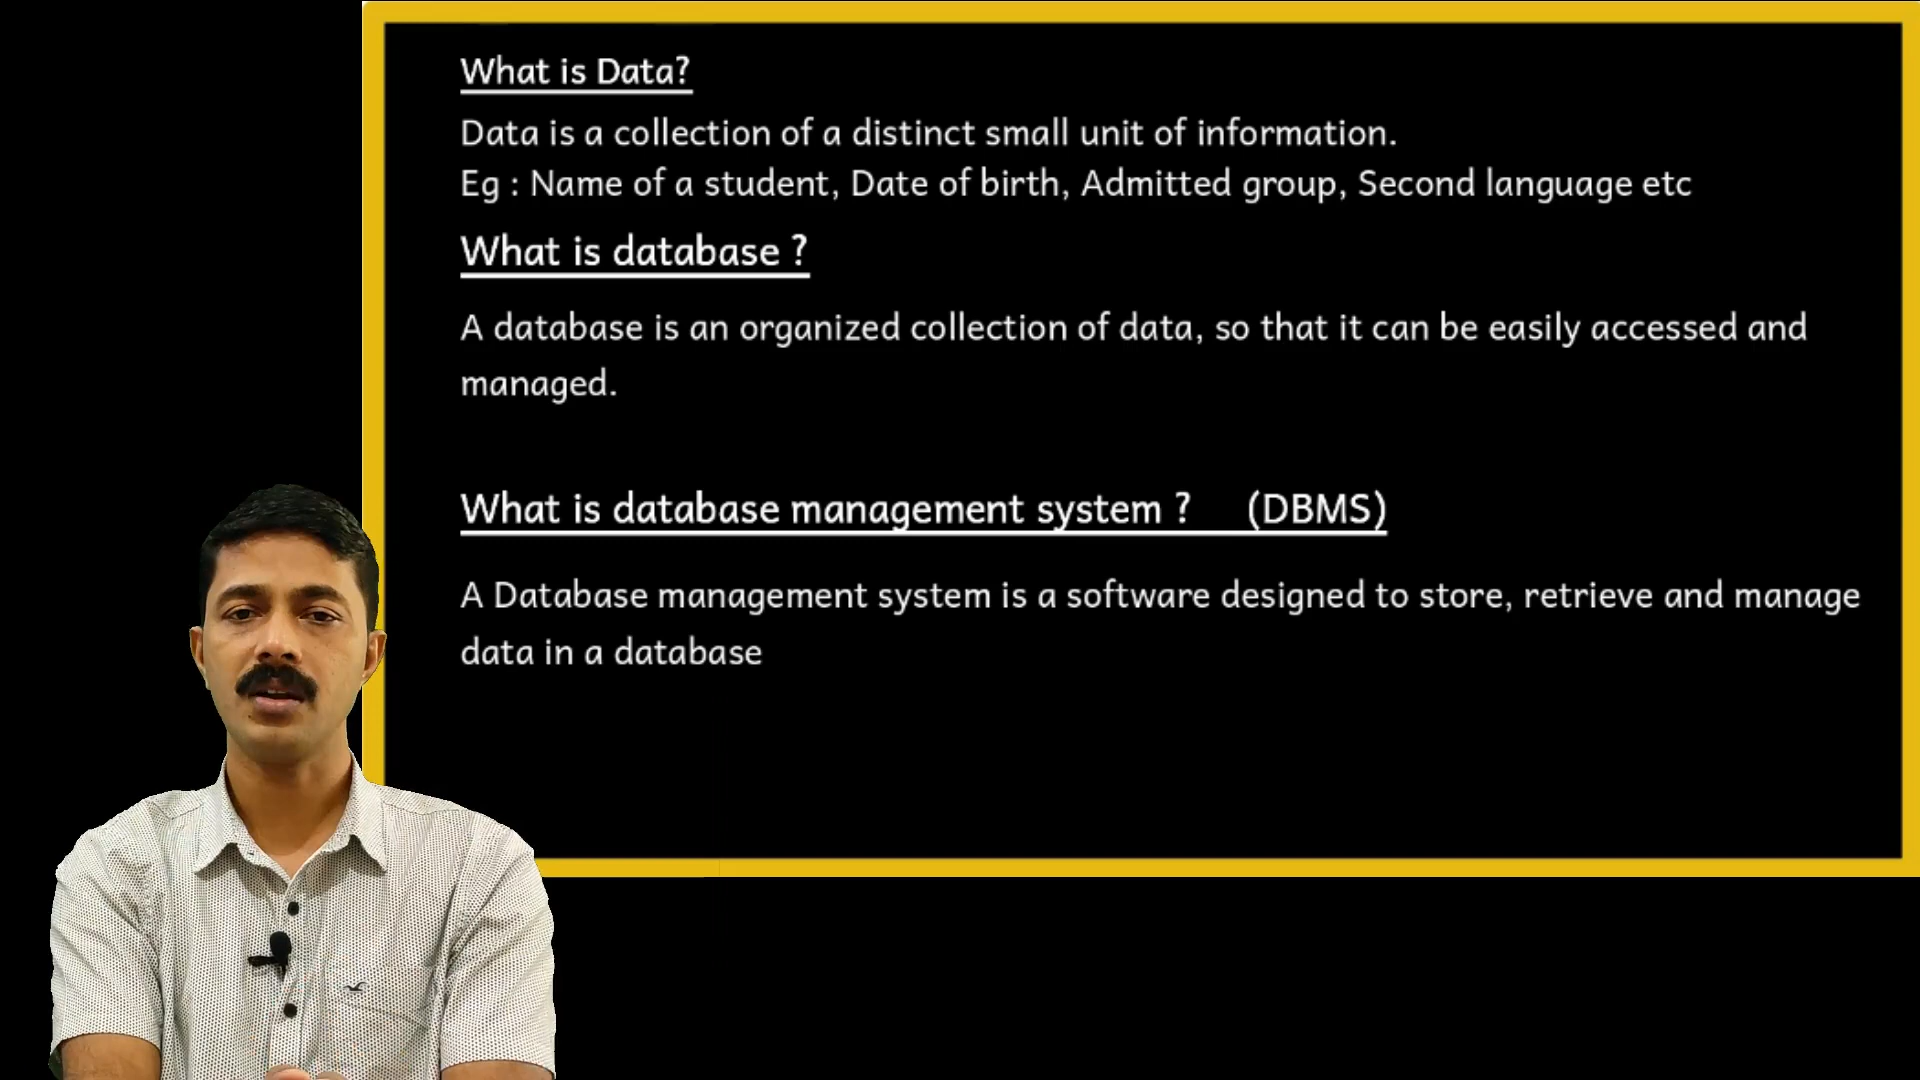 What is Data?
Data is a collection of a distinct small unit of information.
Eg : Name of a student, Date of birth, Admitted group, Second language etc
What is database ?
A database is an organized collection of data, so that it can be easily accessed and
managed.
What is database management system ? (DBMS)
A Database management system is a software designed to store, retrieve and manage
data in a database